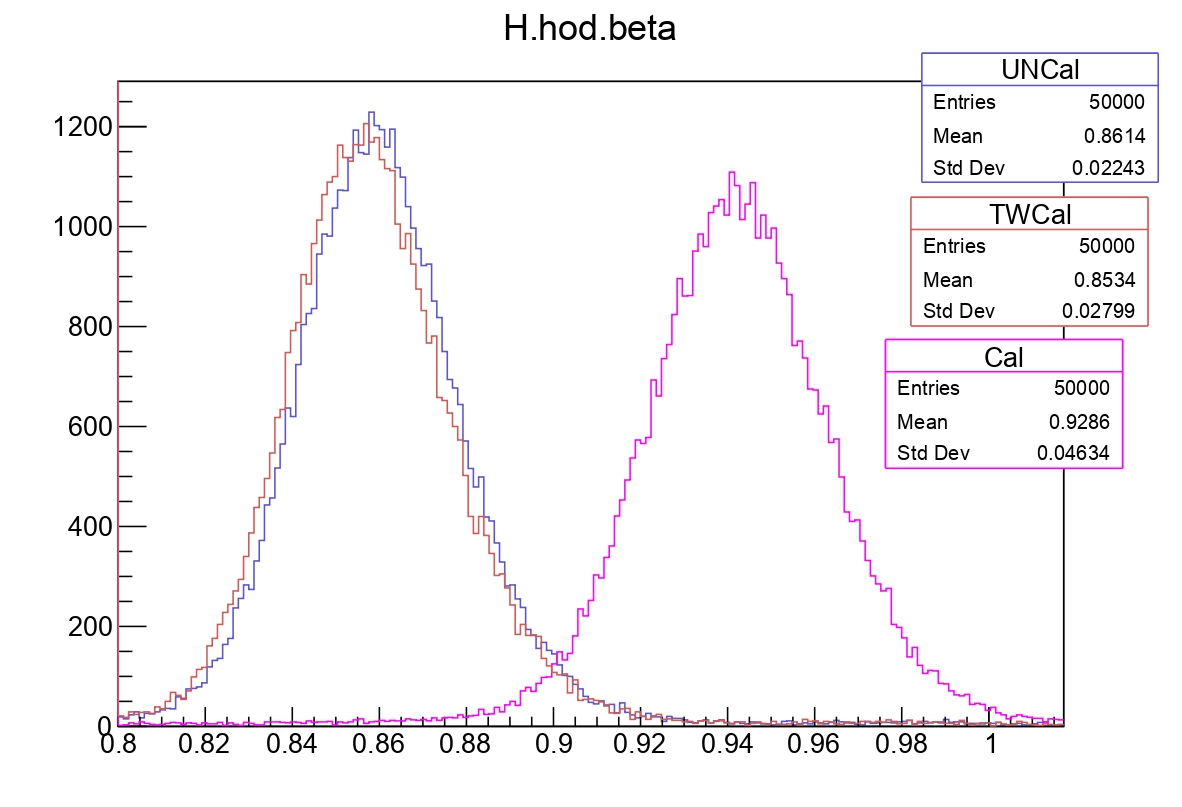 H.hod.beta
UNCal
Entries 50000
Mean 0.8614
Std Dev 0.02243
TWCal
Entries 50000
Mean 0.8534
Std Dev 0.02799
Cal
Entries 50000
Mean 0.9286
Std Dev 0.04634
1200
1000
800
600
400
200
0
0.8 0.82 0.84 0.86 0.88 0.9 0.92 0.94 0.96 0.98 1